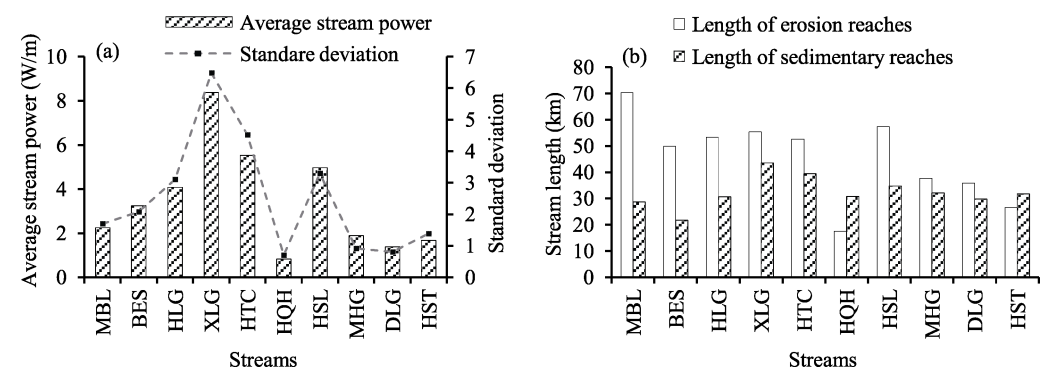 Average stream power
Standare deviation
(a)
Average stream power (W/m)
10
8
6
4
2
0
7
6
5
4
3
2
1
0
Standard deviation
MBL
BES
HLG
XLG
HTC
HQH
HSL
MHG
DLG
HST
Streams
Length of erosion reaches
Length of sedimentary reaches
(b)
Stream length (km)
80
70
60
50
40
30
20
10
0
MBL
BES
HLG
XLG
HTC
HQH
HSL
MHG
DLG
HST
Streams